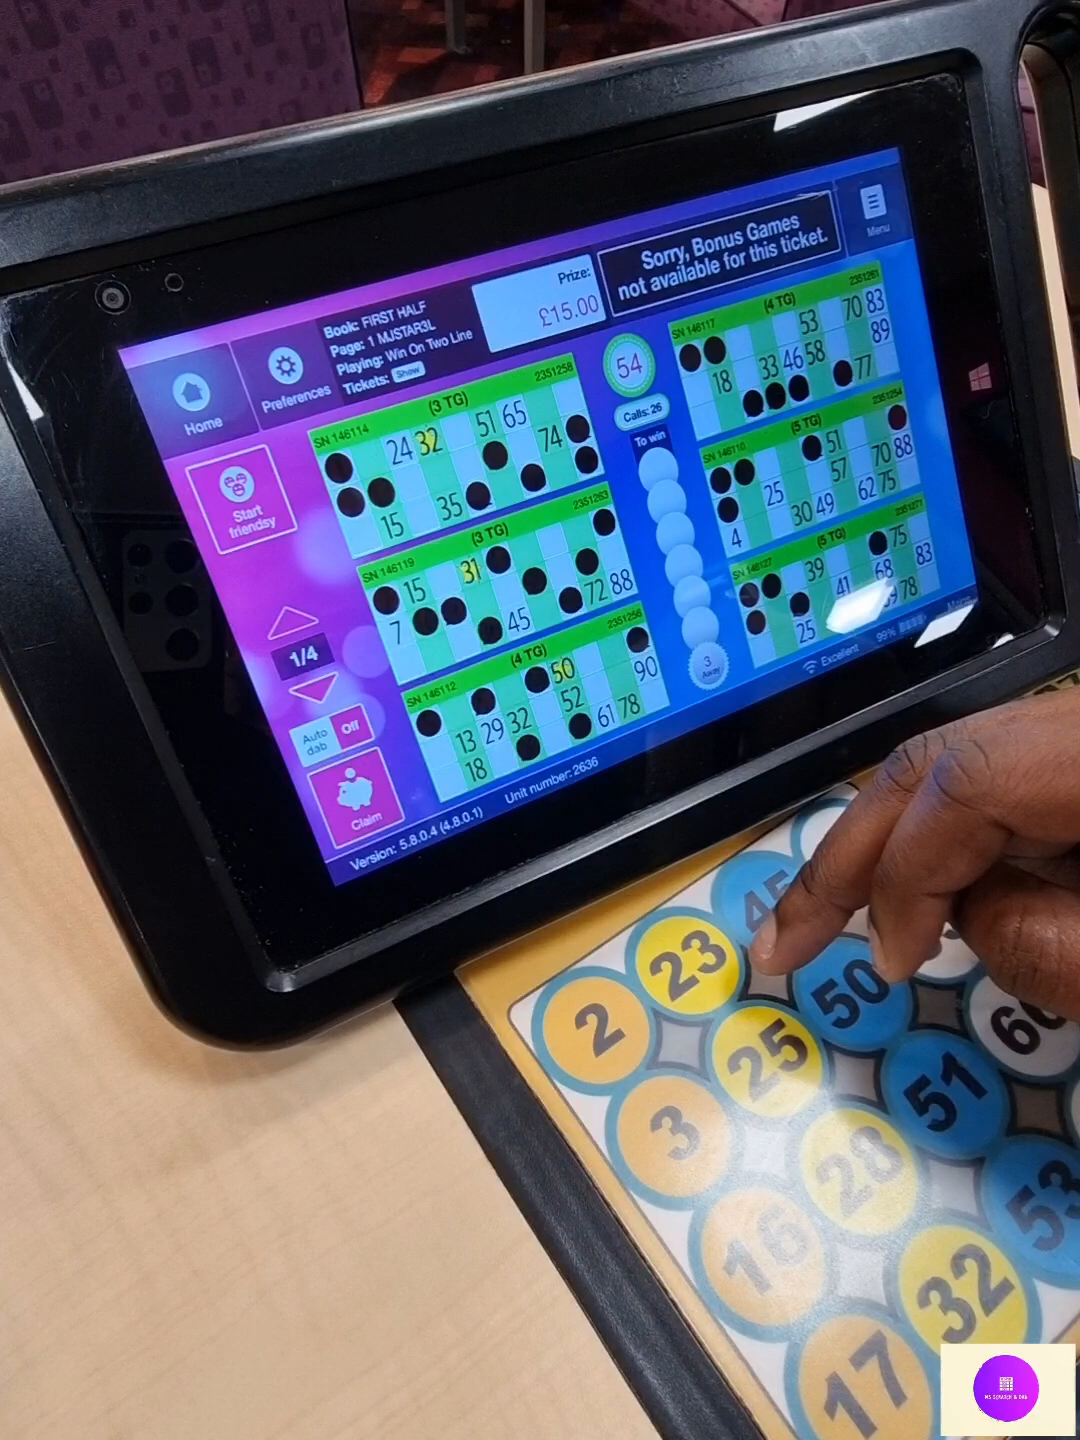 Home
Preferences
Book: FIRST HALF
Page: 1 MJSTAR3L
Playing: Win On Two Line
Tickets: Show
Prize:
£15.00
Sorry, Bonus Games
not available for this ticket.
Menu
Start
friendsy
1/4
Auto
dab
Off
Claim
SN 146114 (3 TG) 2351258
24 32 51 65
74
15 35
SN 146119 (3 TG) 2351263
15 31
7 45 72 88
SN 146112 (4 TG) 2351256
50
13 29 32 52 90
18 61 78
54
Calls: 26
To win
3
Away
SN 146117 (4 TG) 2351261
53 70 83
18 33 46 58 89
77
SN 146110 (5 TG) 2351254
51
25 57 70 88
4 30 49 62 75
SN 146127 (5 TG) 2351271
39 75
41 68 83
25 78
Version: 5.8.0.4 (4.8.0.1) Unit number: 2636
Excellent 99%
2 23 45
3 25 50
16 28 51
17 32 53
MS SCRATCH & DAB